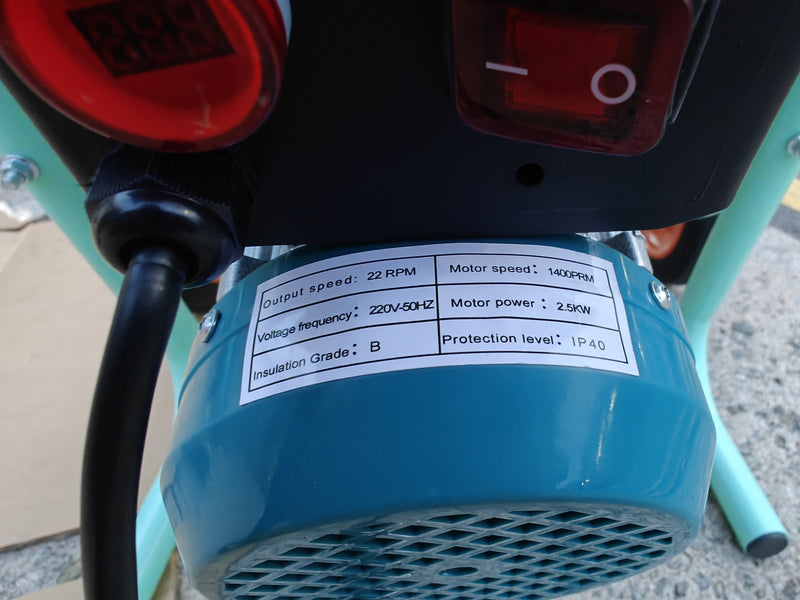 I O
Output speed: 22 RPM
Motor speed: 1400PRM
Voltage frequency: 220V-50HZ
Motor power: 2.5KW
Insulation Grade: B
Protection level: IP40